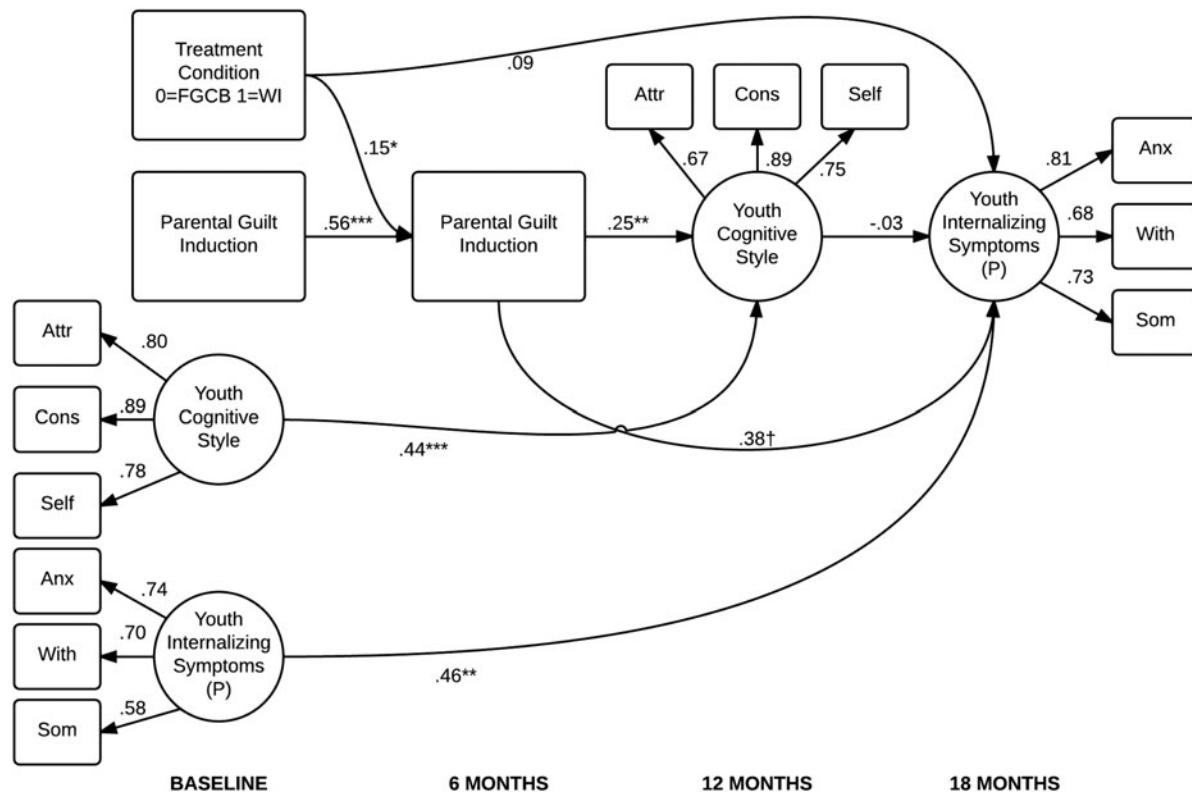 Treatment
Condition
0=FGCB 1=WI
.09
.15*
Parental Guilt
Induction
.56***
Parental Guilt
Induction
.25**
Attr
Cons
Self
.67
.89
.75
Youth
Cognitive
Style
-.03
Youth
Internalizing
Symptoms
(P)
.81
.68
.73
Anx
With
Som
Attr
Cons
Self
.80
.89
.78
Youth
Cognitive
Style
.44***
.38†
Anx
With
Som
.74
.70
.58
Youth
Internalizing
Symptoms
(P)
.46**
BASELINE
6 MONTHS
12 MONTHS
18 MONTHS